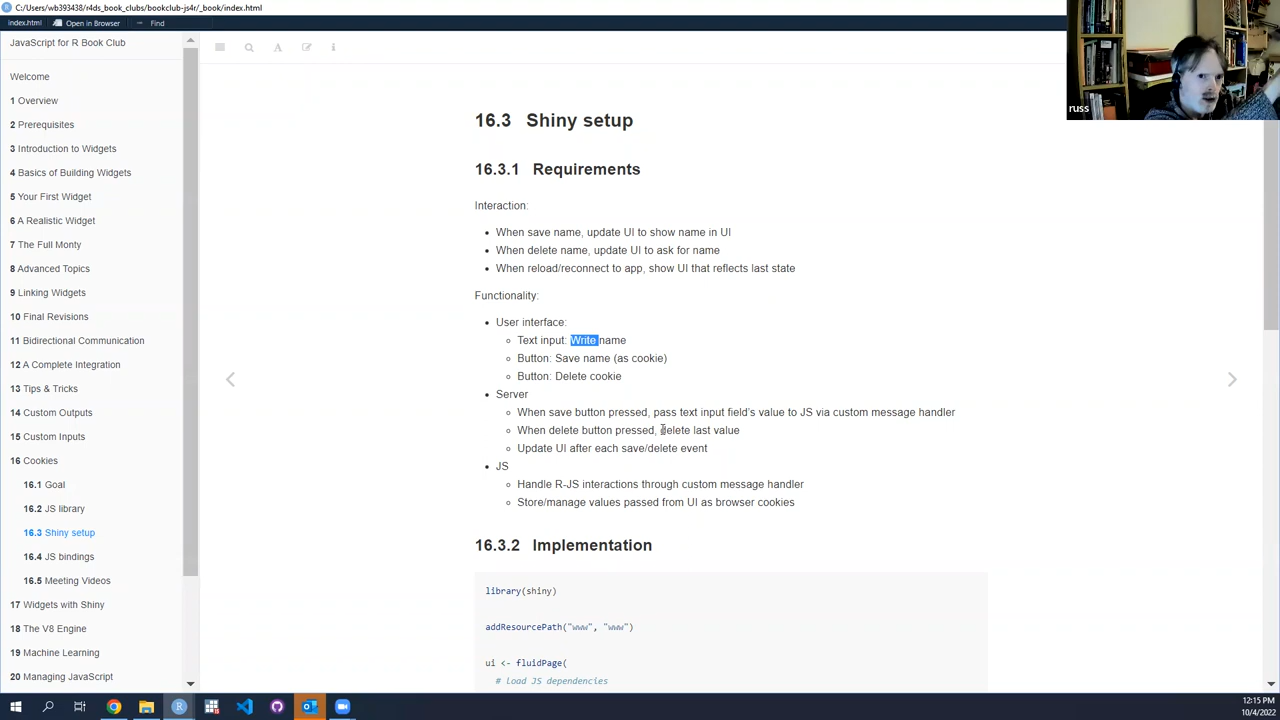 C:/Users/wb393438/r4ds_book_clubs/bookclub-js4r/_book/index.html
index.html Open in Browser Find
JavaScript for R Book Club
Welcome
1 Overview
2 Prerequisites
3 Introduction to Widgets
4 Basics of Building Widgets
5 Your First Widget
6 A Realistic Widget
7 The Full Monty
8 Advanced Topics
9 Linking Widgets
10 Final Revisions
11 Bidirectional Communication
12 A Complete Integration
13 Tips & Tricks
14 Custom Outputs
15 Custom Inputs
16 Cookies
16.1 Goal
16.2 JS library
16.3 Shiny setup
16.4 JS bindings
16.5 Meeting Videos
17 Widgets with Shiny
18 The V8 Engine
19 Machine Learning
20 Managing JavaScript
16.3 Shiny setup
16.3.1 Requirements
Interaction:
• When save name, update UI to show name in UI
• When delete name, update UI to ask for name
• When reload/reconnect to app, show UI that reflects last state
Functionality:
• User interface:
○ Text input: Write name
○ Button: Save name (as cookie)
○ Button: Delete cookie
• Server
○ When save button pressed, pass text input field's value to JS via custom message handler
○ When delete button pressed, delete last value
○ Update UI after each save/delete event
• JS
○ Handle R-JS interactions through custom message handler
○ Store/manage values passed from UI as browser cookies
16.3.2 Implementation
library(shiny)
addResourcePath("www", "www")
ui <- fluidPage(
# load JS dependencies
russ
12:15 PM
10/4/2022